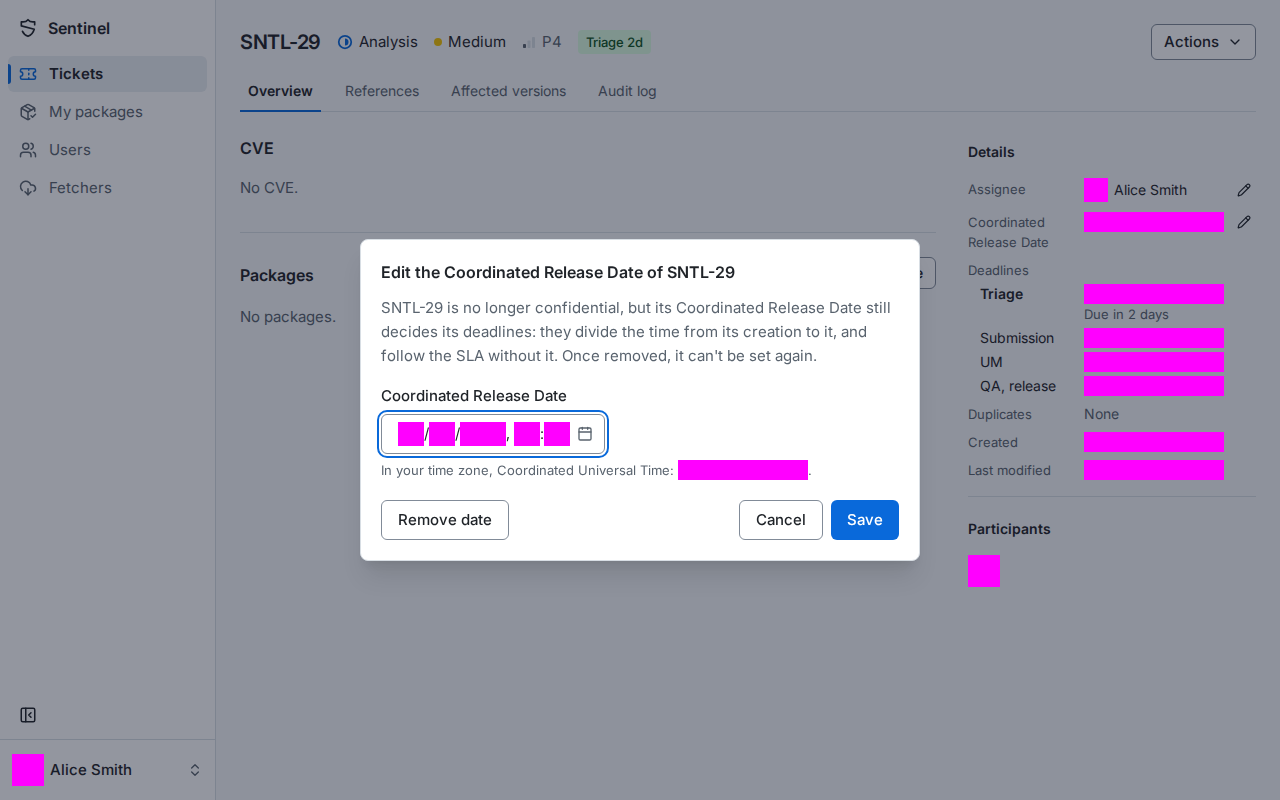 Sentinel
Tickets
My packages
Users
Fetchers
Alice Smith
SNTL-29
Analysis
Medium
P4
Triage 2d
Actions
Overview
References
Affected versions
Audit log
CVE
No CVE.
Packages
No packages.
Edit the Coordinated Release Date of SNTL-29
SNTL-29 is no longer confidential, but its Coordinated Release Date still
decides its deadlines: they divide the time from its creation to it, and
follow the SLA without it. Once removed, it can't be set again.
Coordinated Release Date
/ / , :
In your time zone, Coordinated Universal Time: .
Remove date
Cancel
Save
Details
Assignee
Alice Smith
Coordinated
Release Date
Deadlines
Triage
Due in 2 days
Submission
UM
QA, release
Duplicates
None
Created
Last modified
Participants